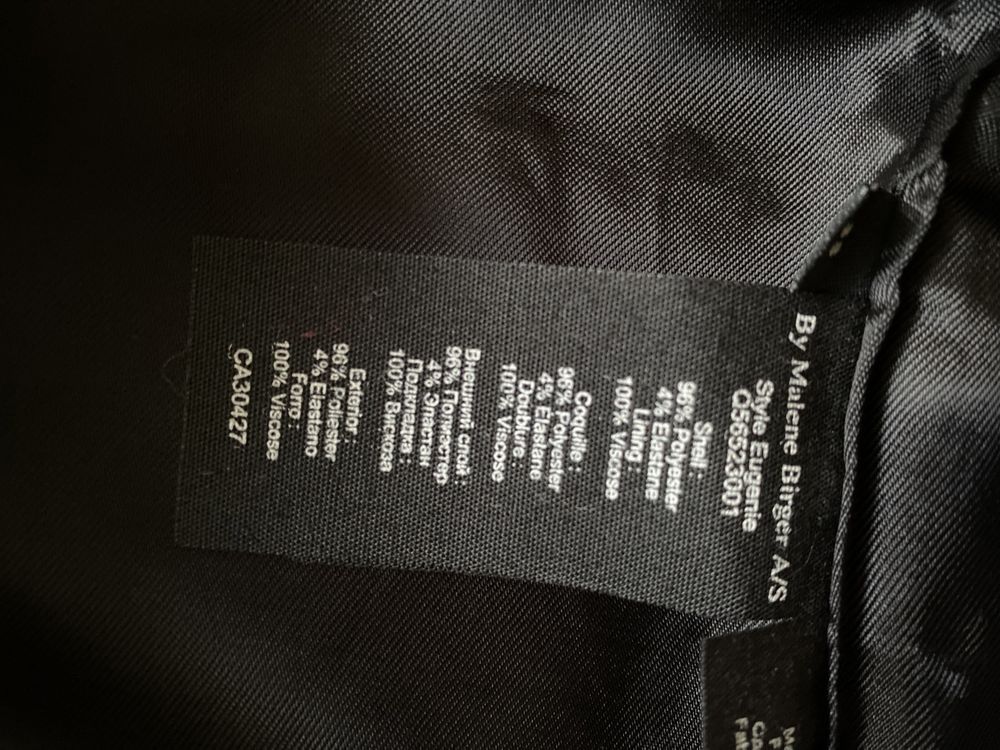 By Malene Birger A/S
Style Eugenie
Q56523001
Shell :
96% Polyester
4% Elastane
Lining :
100% Viscose
Coquille :
96% Polyester
4% Elastane
Doublure :
100% Viscose
Внешний слой :
96% Полиэстер
4% Эластан
Подкладка :
100% Вискоза
Exterior :
96% Poliester
4% Elastano
Forro :
100% Viscose
CA30427